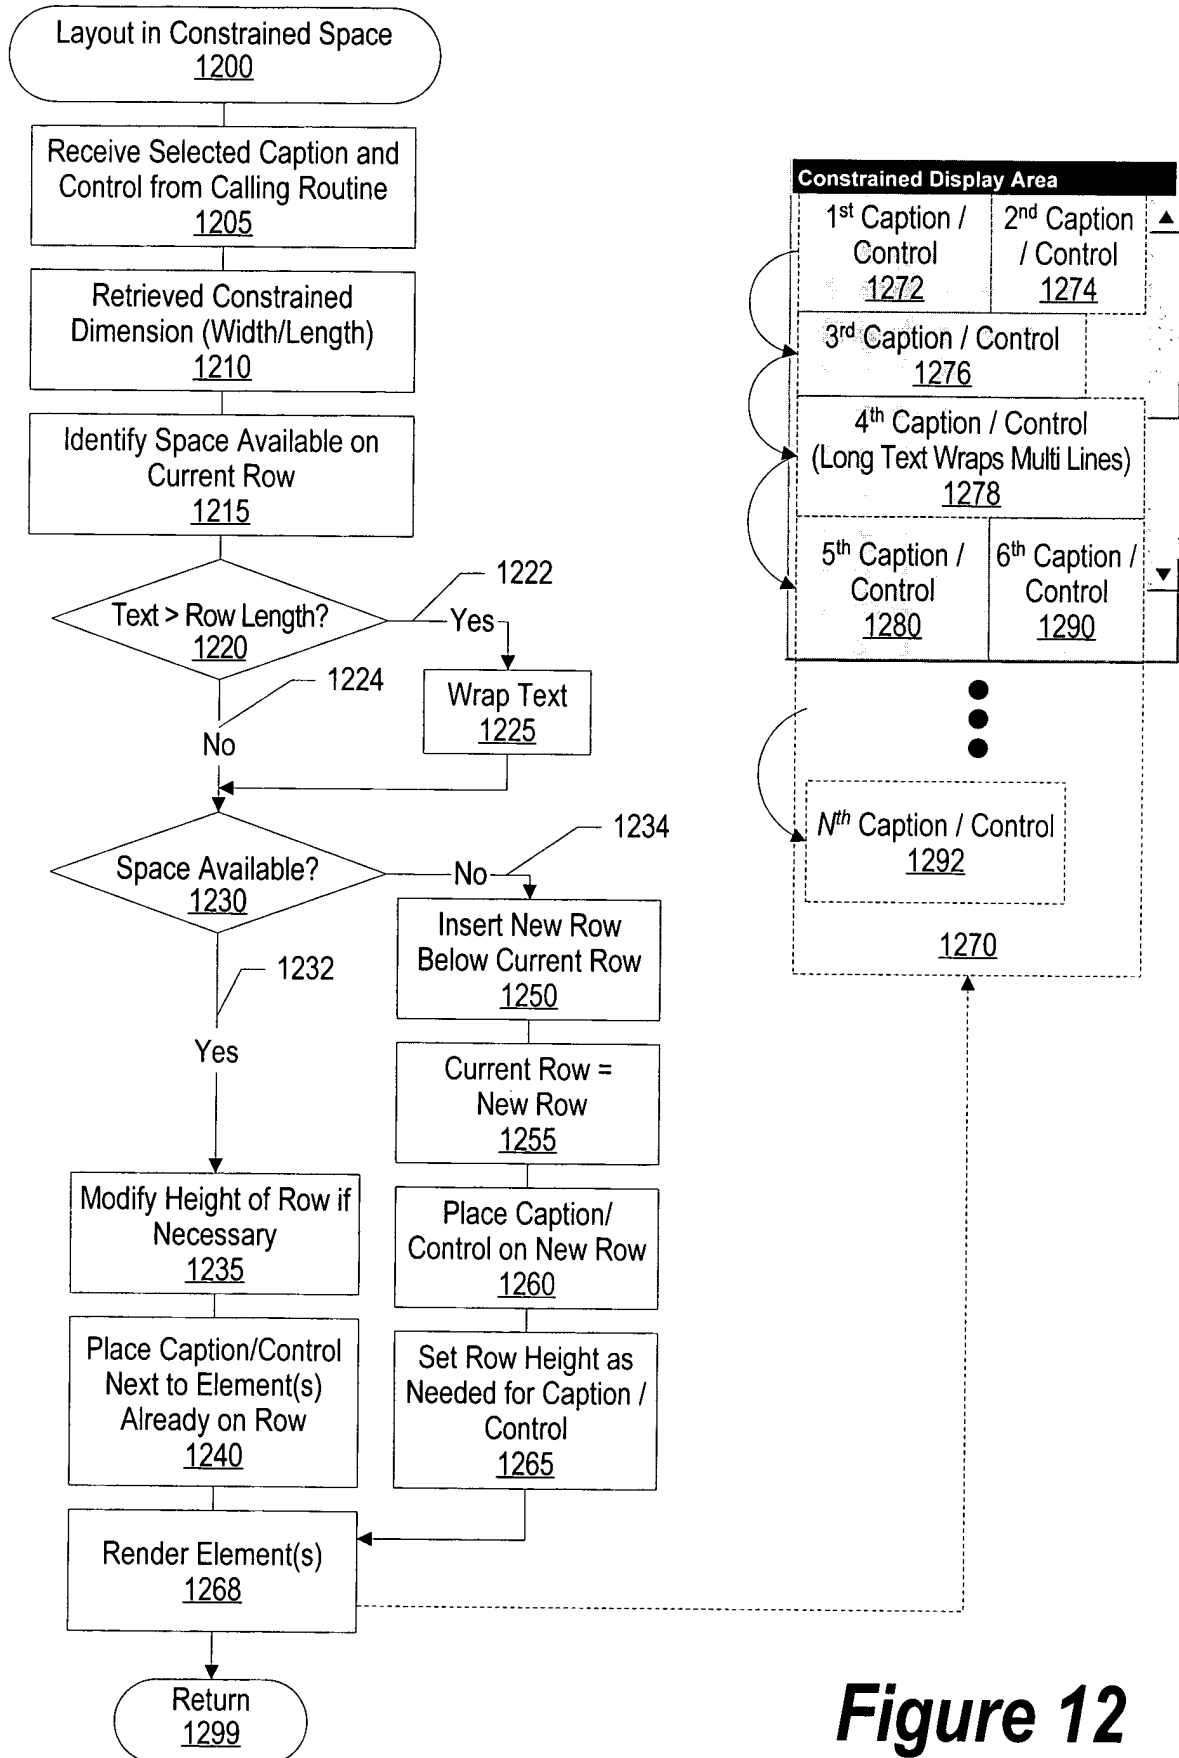 Layout in Constrained Space
1200
Receive Selected Caption and
Control from Calling Routine
1205
Retrieved Constrained
Dimension (Width/Length)
1210
Identify Space Available on
Current Row
1215
Text > Row Length?
1220
1222
Yes
1224
No
Wrap Text
1225
Space Available?
1230
1234
No
1232
Yes
Insert New Row
Below Current Row
1250
Current Row =
New Row
1255
Place Caption/
Control on New Row
1260
Set Row Height as
Needed for Caption /
Control
1265
Modify Height of Row if
Necessary
1235
Place Caption/Control
Next to Element(s)
Already on Row
1240
Render Element(s)
1268
Return
1299
Constrained Display Area
1st Caption /
Control
1272
2nd Caption
/ Control
1274
3rd Caption / Control
1276
4th Caption / Control
(Long Text Wraps Multi Lines)
1278
5th Caption /
Control
1280
6th Caption /
Control
1290
Nth Caption / Control
1292
1270
Figure 12